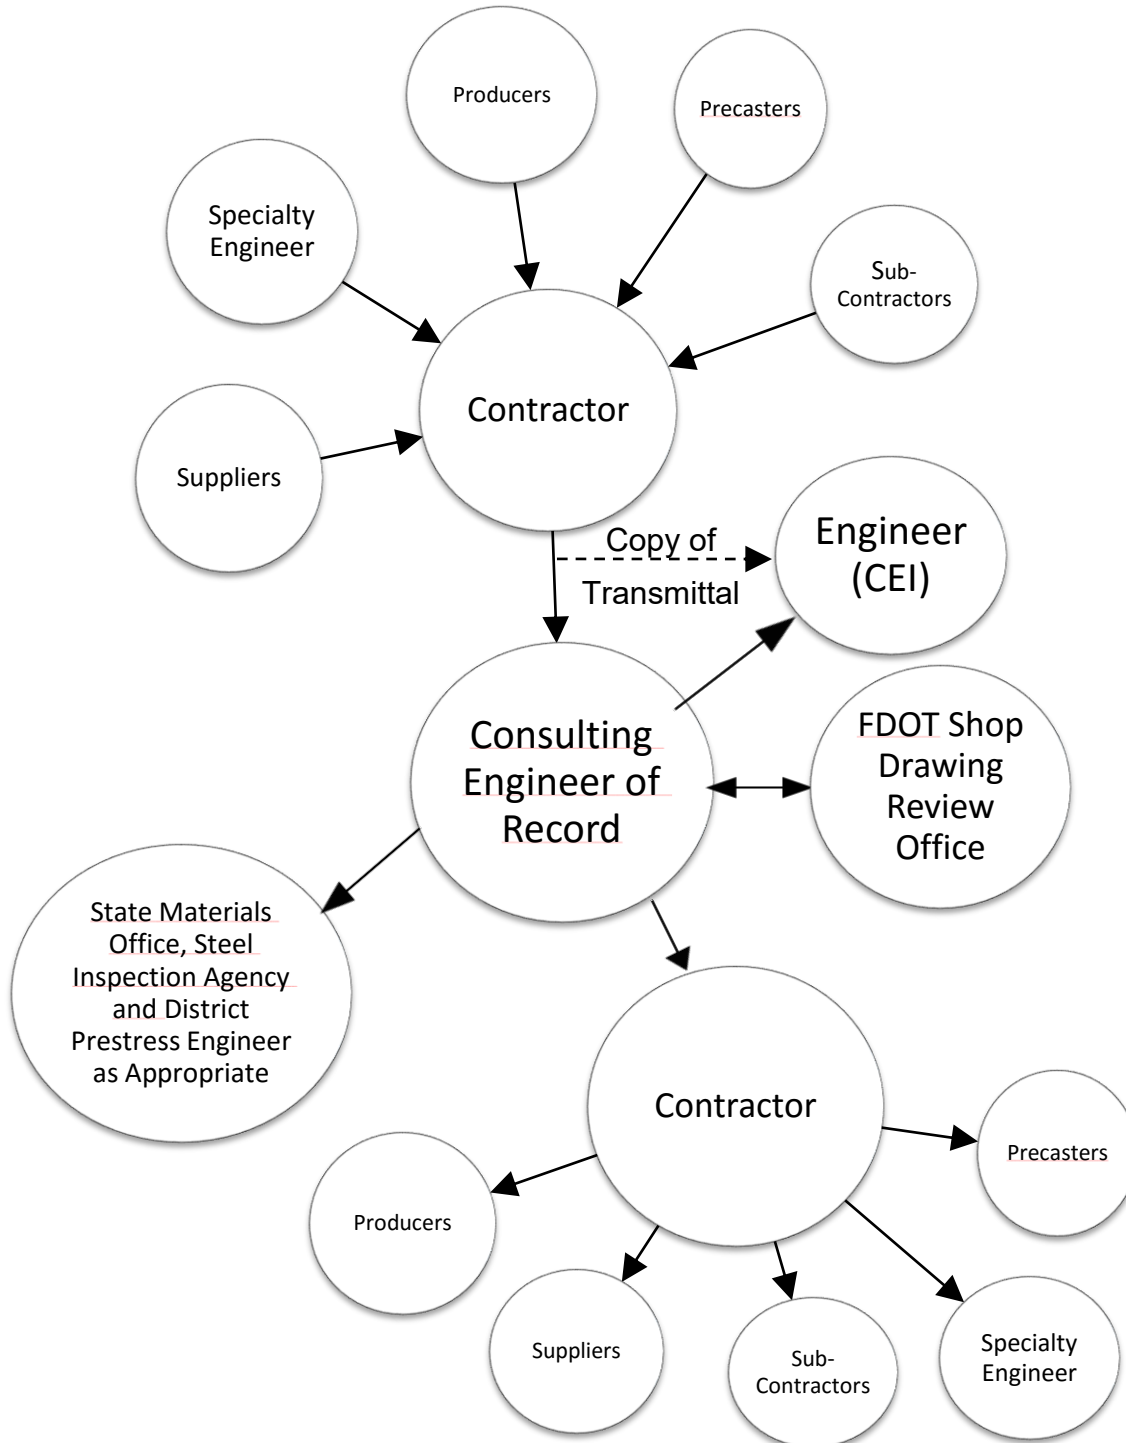 Producers
Precasters
Specialty
Engineer
Sub-
Contractors
Contractor
Suppliers
Copy of
Transmittal
Engineer
(CEI)
Consulting
Engineer of
Record
FDOT Shop
Drawing
Review
Office
State Materials
Office, Steel
Inspection Agency
and District
Prestress Engineer
as Appropriate
Contractor
Precasters
Producers
Suppliers
Sub-
Contractors
Specialty
Engineer